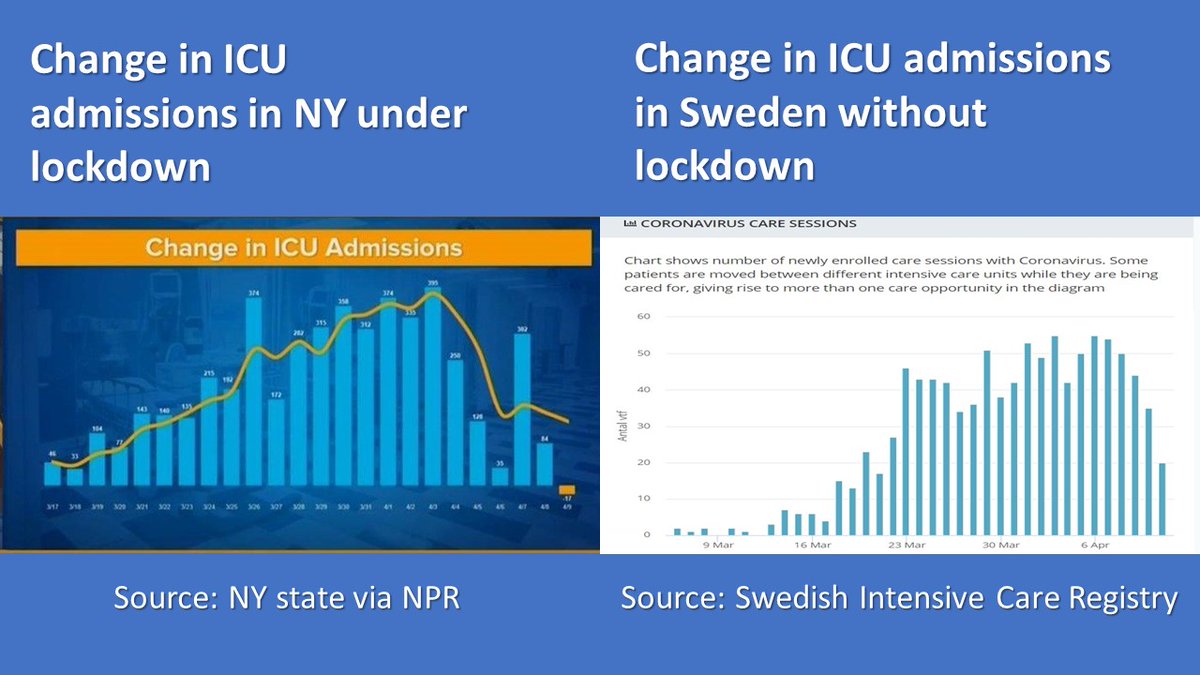 Change in ICU
admissions in NY under
lockdown
Change in ICU admissions
in Sweden without
lockdown
Change in ICU Admissions
46
33
104
77
143
140
135
215
192
374
172
282
315
358
312
374
335
395
250
128
35
302
84
-17
3/17 3/18 3/19 3/20 3/21 3/22 3/23 3/24 3/25 3/26 3/27 3/28 3/29 3/30 3/31 4/1 4/2 4/3 4/4 4/5 4/6 4/7 4/8 4/9
CORONAVIRUS CARE SESSIONS
Chart shows number of newly enrolled care sessions with Coronavirus. Some
patients are moved between different intensive care units while they are being
cared for, giving rise to more than one care opportunity in the diagram
60
50
40
30
20
10
0
Antal vtf
9 Mar 16 Mar 23 Mar 30 Mar 6 Apr
Source: NY state via NPR
Source: Swedish Intensive Care Registry